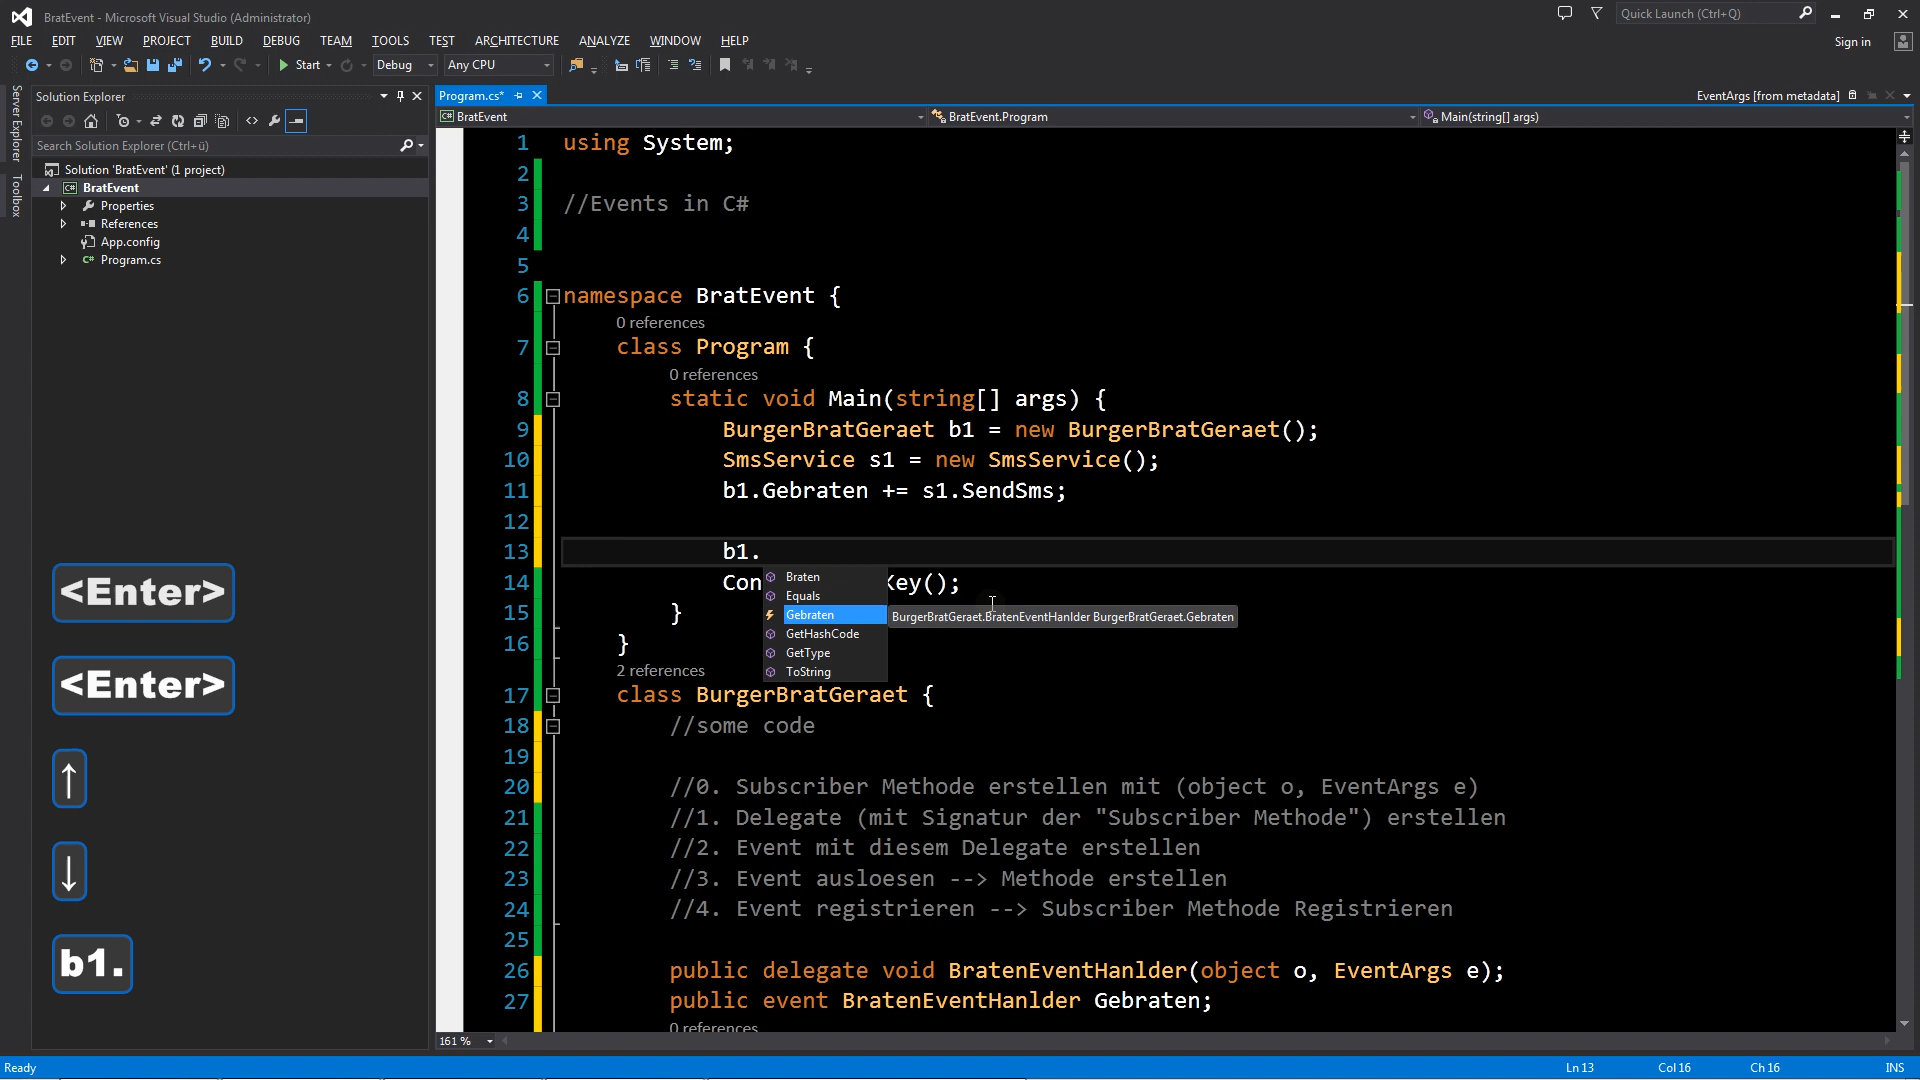 BratEvent - Microsoft Visual Studio (Administrator)
Quick Launch (Ctrl+Q)
FILE EDIT VIEW PROJECT BUILD DEBUG TEAM TOOLS TEST ARCHITECTURE ANALYZE WINDOW HELP
Sign in
Start Debug Any CPU
Server Explorer
Toolbox
Solution Explorer
Search Solution Explorer (Ctrl+ü)
Solution 'BratEvent' (1 project)
C# BratEvent
Properties
References
App.config
C# Program.cs
<Enter>
<Enter>
↑
↓
b1.
Program.cs*
EventArgs [from metadata]
C# BratEvent
BratEvent.Program
Main(string[] args)
1 using System;
2
3 //Events in C#
4
5
6 namespace BratEvent {
0 references
7 class Program {
0 references
8 static void Main(string[] args) {
9 BurgerBratGeraet b1 = new BurgerBratGeraet();
10 SmsService s1 = new SmsService();
11 b1.Gebraten += s1.SendSms;
12
13 b1.
14 Con Key();
15 }
16 }
Braten
Equals
Gebraten
GetHashCode
GetType
ToString
BurgerBratGeraet.BratenEventHanlder BurgerBratGeraet.Gebraten
2 references
17 class BurgerBratGeraet {
18 //some code
19
20 //0. Subscriber Methode erstellen mit (object o, EventArgs e)
21 //1. Delegate (mit Signatur der "Subscriber Methode") erstellen
22 //2. Event mit diesem Delegate erstellen
23 //3. Event ausloesen --> Methode erstellen
24 //4. Event registrieren --> Subscriber Methode Registrieren
25
26 public delegate void BratenEventHanlder(object o, EventArgs e);
27 public event BratenEventHanlder Gebraten;
0 references
161 %
Ready
Ln 13 Col 16 Ch 16 INS